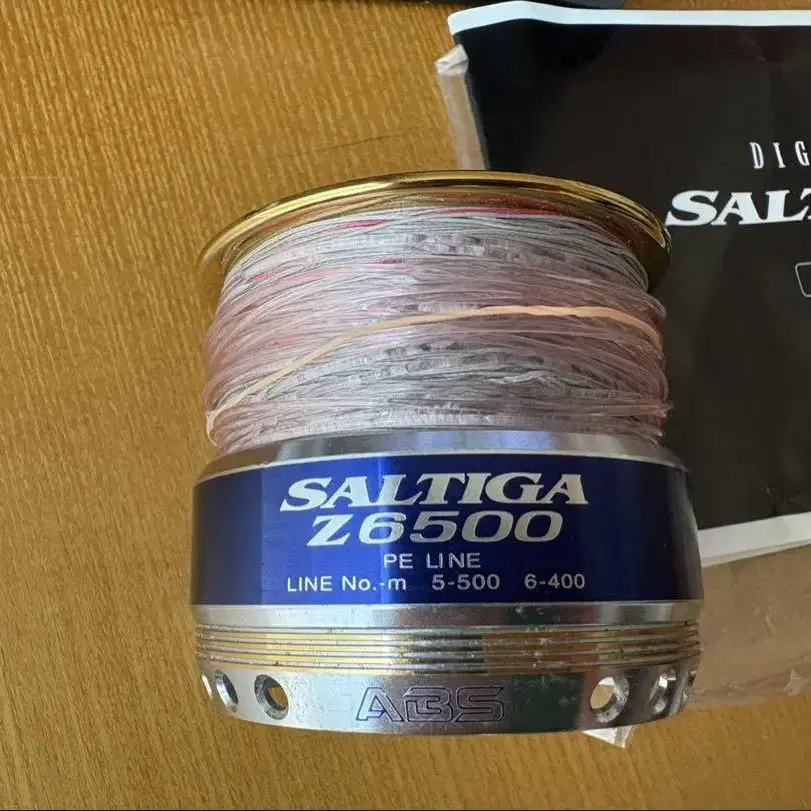 DIG
SALT
SALTIGA
Z6500
PE LINE
LINE No.-m 5-500 6-400
ABS